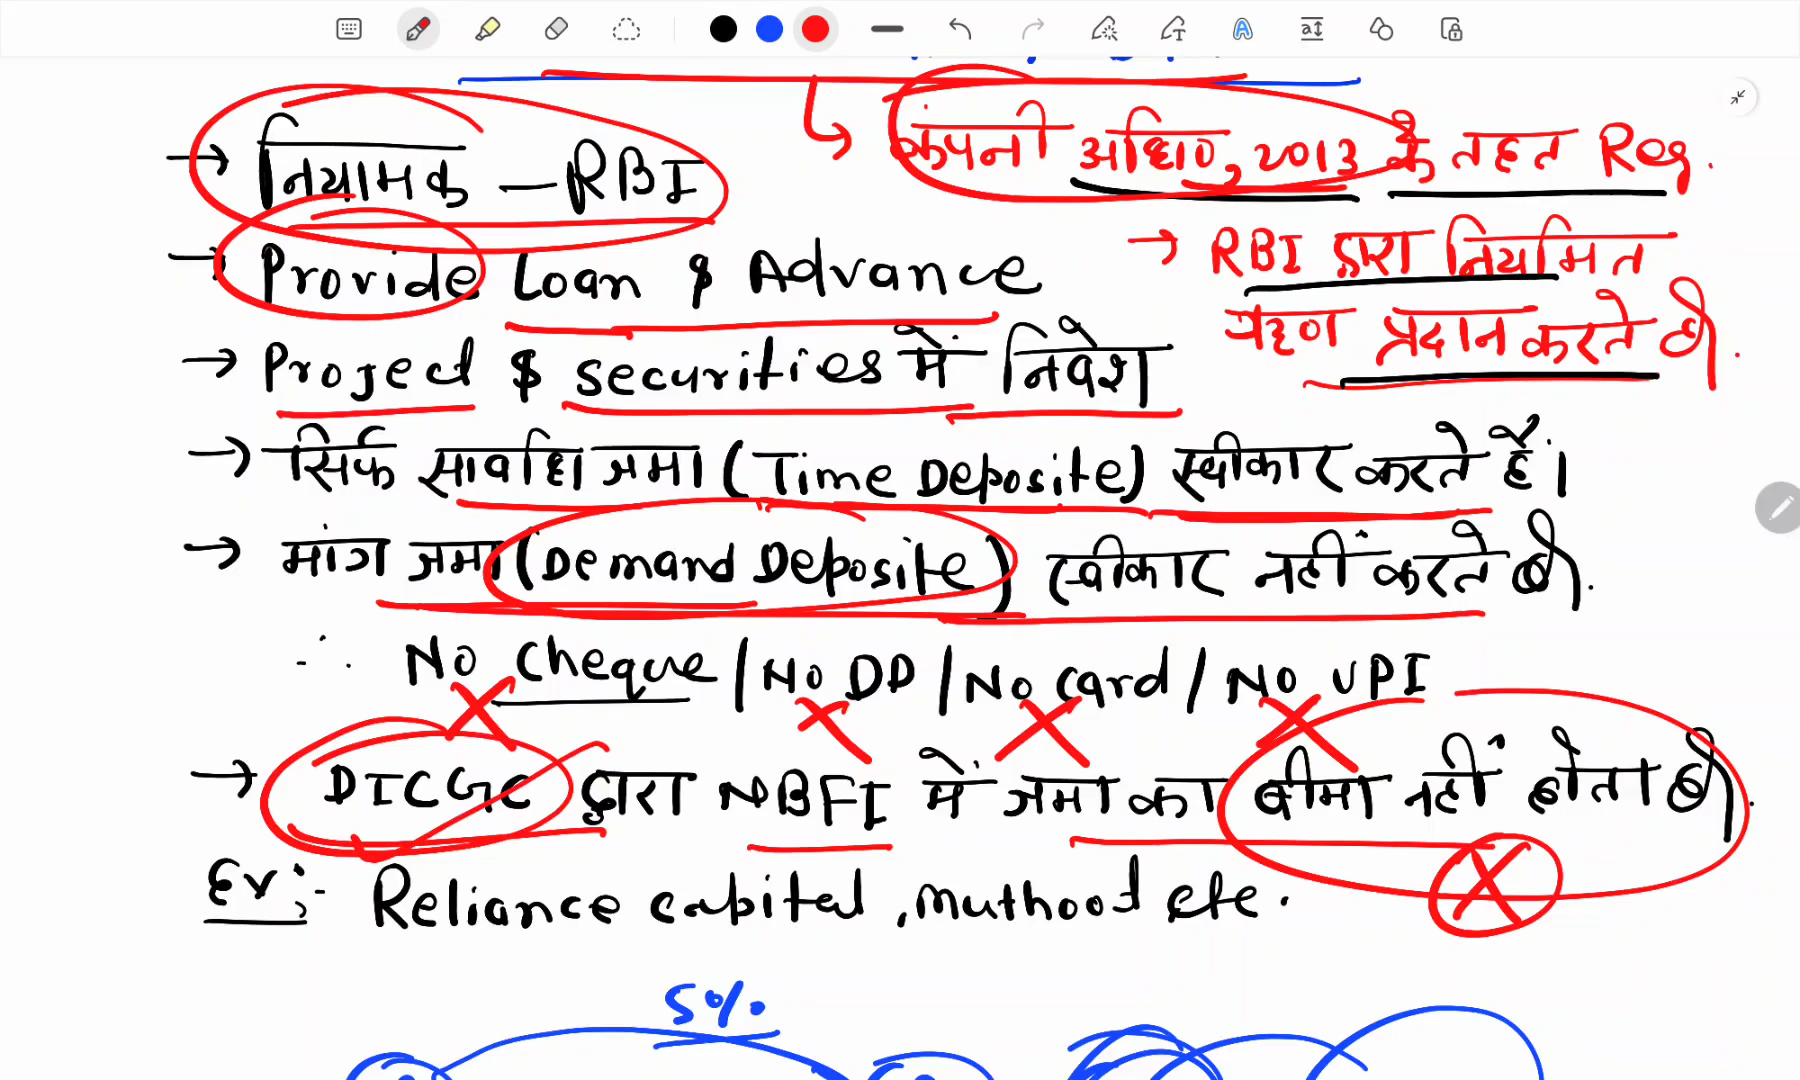 → नियामक — RBI
↳ कंपनी अधि०, 2013 के तहत Reg.
→ RBI द्वारा नियमित
ऋण प्रदान करते है.
→ Provide Loan & Advance
→ Project & securities में निवेश
→ सिर्फ सावधि जमा (Time Deposite) स्वीकार करते हैं।
→ मांग जमा (Demand Deposite) स्वीकार नहीं करते है.
∴ No Cheque / No DD / No Card / No UPI
→ DICGC द्वारा NBFI में जमा का बीमा नहीं होता है.
Ex:- Reliance capital, muthoot etc.
5%